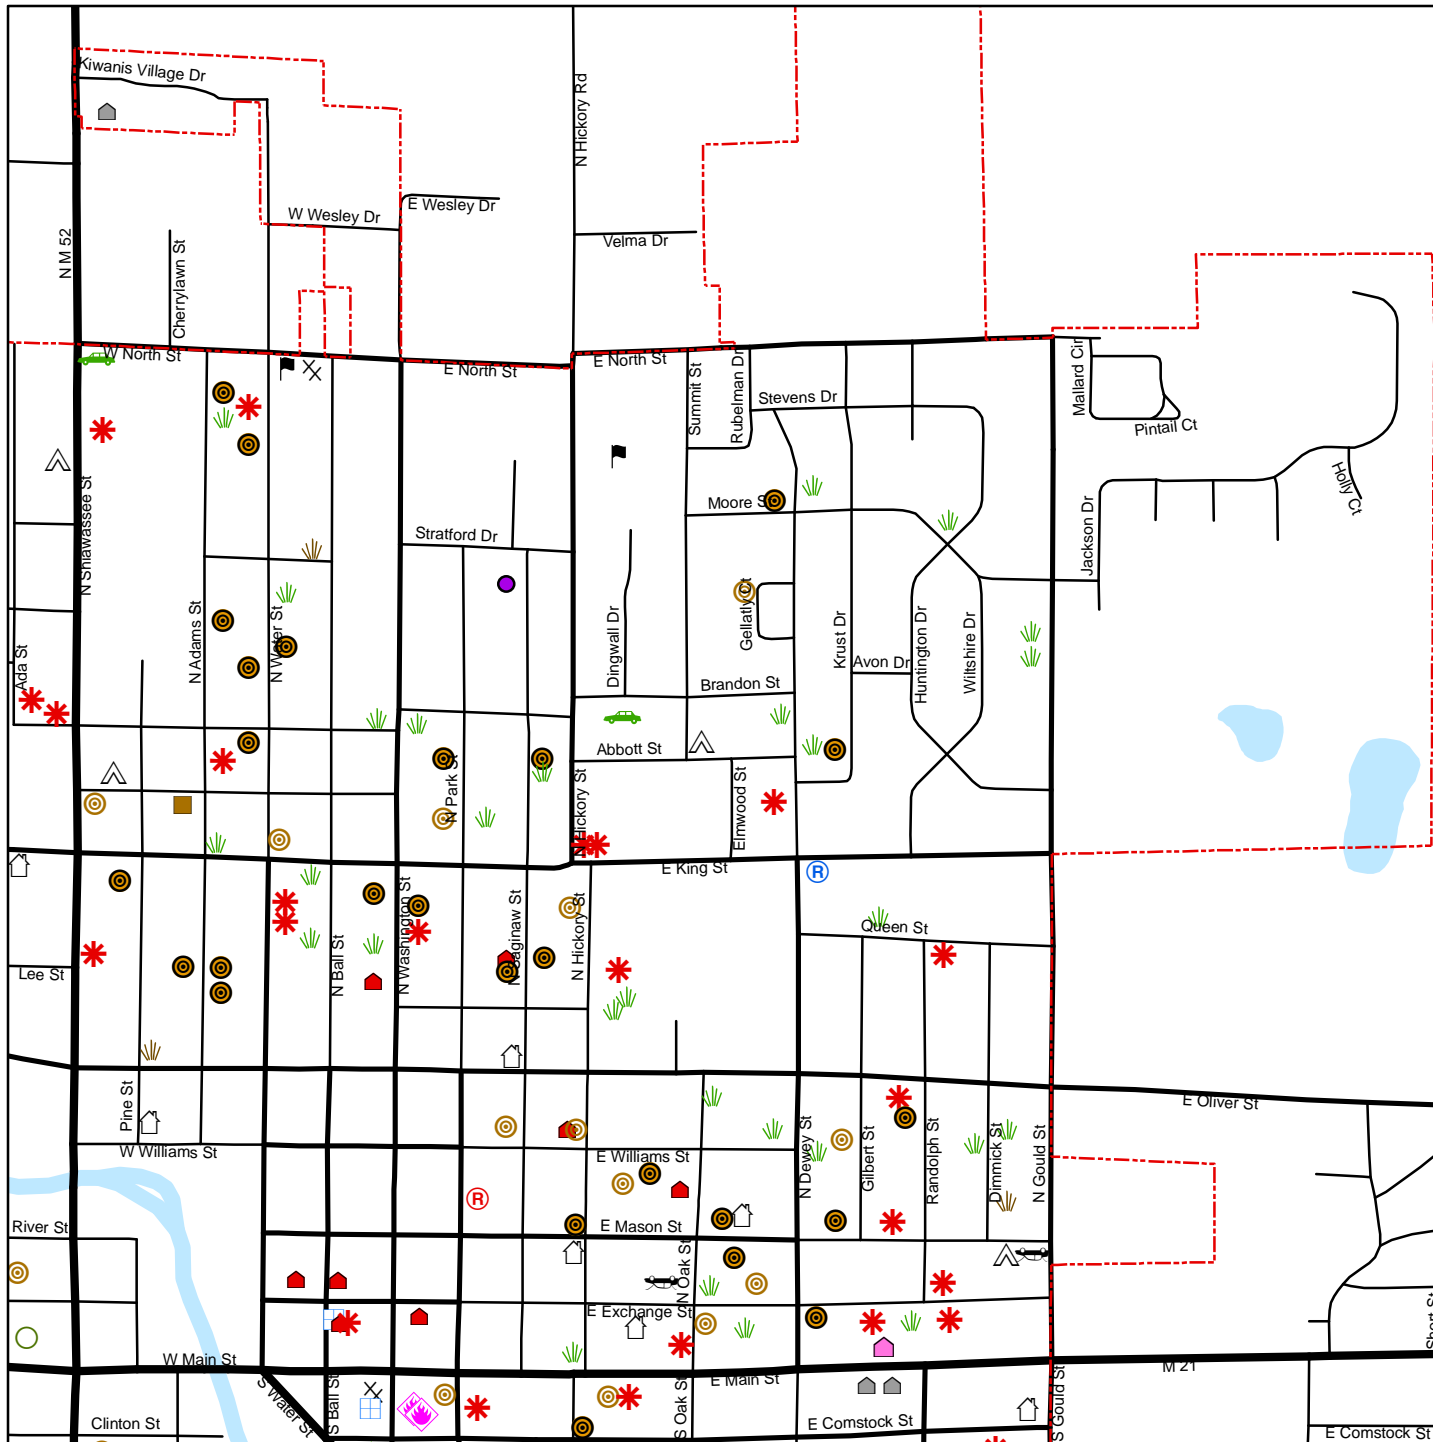 Kiwanis Village Dr
N Hickory Rd
W Wesley Dr
E Wesley Dr
N M 52
Cherrylawn St
Velma Dr
W North St
E North St
E North St
Summit St
Rubelman Dr
Stevens Dr
Mallard Cir
Pintail Ct
Holly Ct
N Shiawassee St
Moore S
Stratford Dr
Jackson Dr
N Adams St
N Water St
Dingwall Dr
Gellatly Ct
Krust Dr
Avon Dr
Huntington Dr
Wiltshire Dr
Ada St
Brandon St
Abbott St
N Park St
N Hickory St
Elmwood St
E King St
Queen St
N Ball St
N Washington St
N Saginaw St
N Hickory St
Lee St
R
Pine St
W Williams St
E Williams St
N Dewey St
Gilbert St
Randolph St
Dimmick St
N Gould St
E Oliver St
R
River St
E Mason St
N Oak St
E Exchange St
W Main St
E Main St
M 21
Short St
S Water St
S Ball St
S Oak St
S Gould St
Clinton St
E Comstock St
E Comstock St